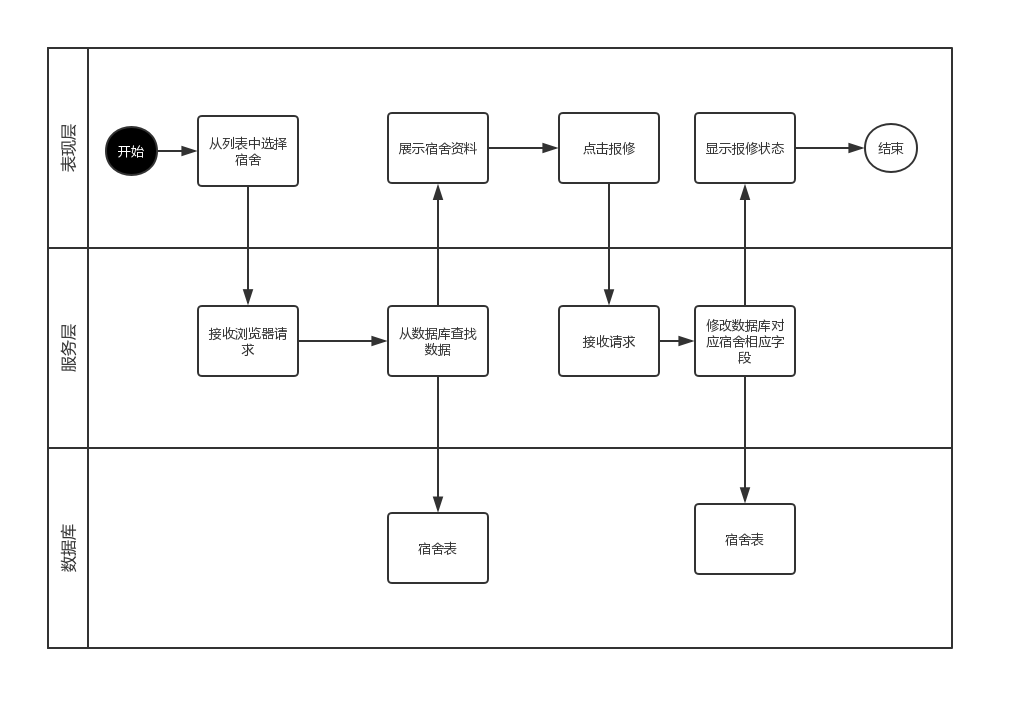 表现层
开始
从列表中选择
宿舍
展示宿舍资料
点击报修
显示报修状态
结束
服务层
接收浏览器请
求
从数据库查找
数据
接收请求
修改数据库对
应宿舍相应字
段
数据库
宿舍表
宿舍表